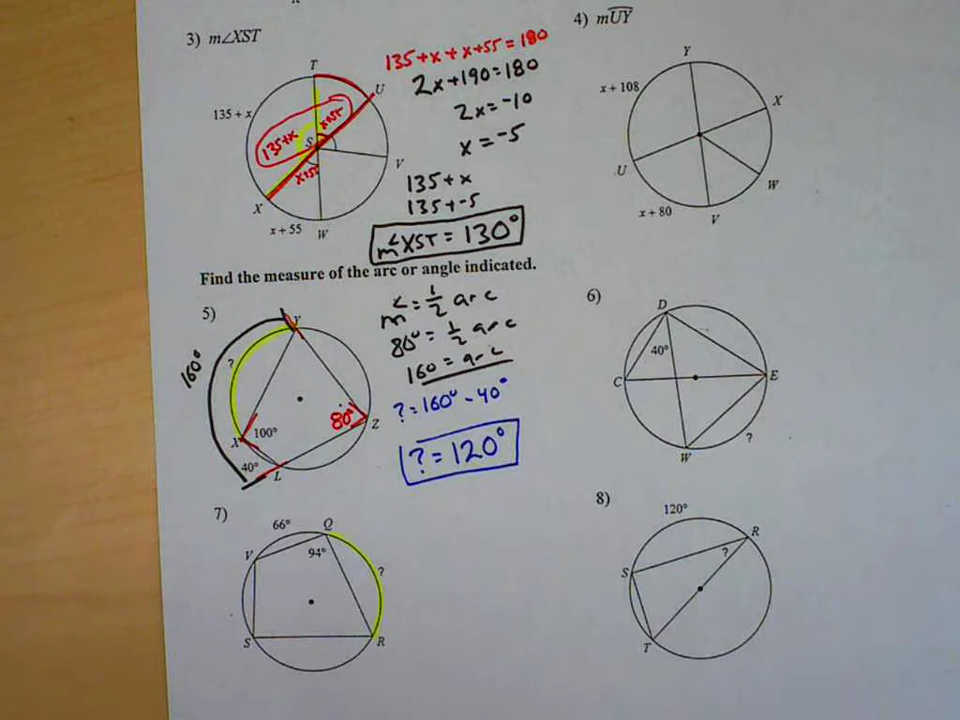 3) m∠XST
T
U
135 + x
135+x
x+55
S
x+55
V
X
x + 55
W
135+x+x+55=180
2x+190=180
2x=-10
x=-5
135+x
135+-5
m∠XST = 130°
4) mUY
Y
x + 108
X
U
W
x + 80
V
Find the measure of the arc or angle indicated.
5)
Y
160°
?
80°
Z
X
100°
40°
L
m∠=1/2 arc
80°=1/2 arc
160=arc
?=160°-40°
?=120°
6)
D
40°
C
E
?
W
7)
66°
Q
V
94°
?
S
R
8)
120°
R
?
S
T